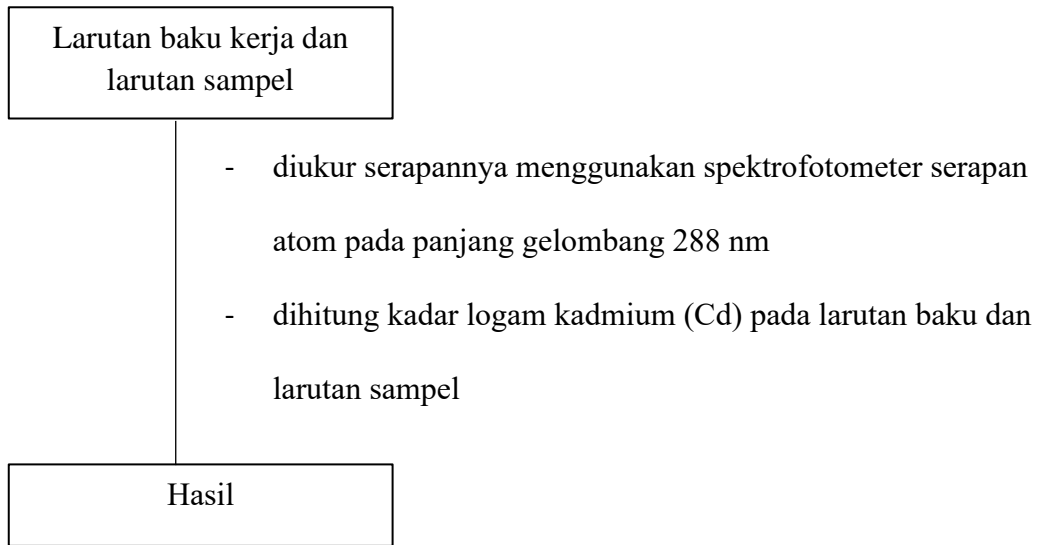 Larutan baku kerja dan
larutan sampel
- diukur serapannya menggunakan spektrofotometer serapan
atom pada panjang gelombang 288 nm
- dihitung kadar logam kadmium (Cd) pada larutan baku dan
larutan sampel
Hasil